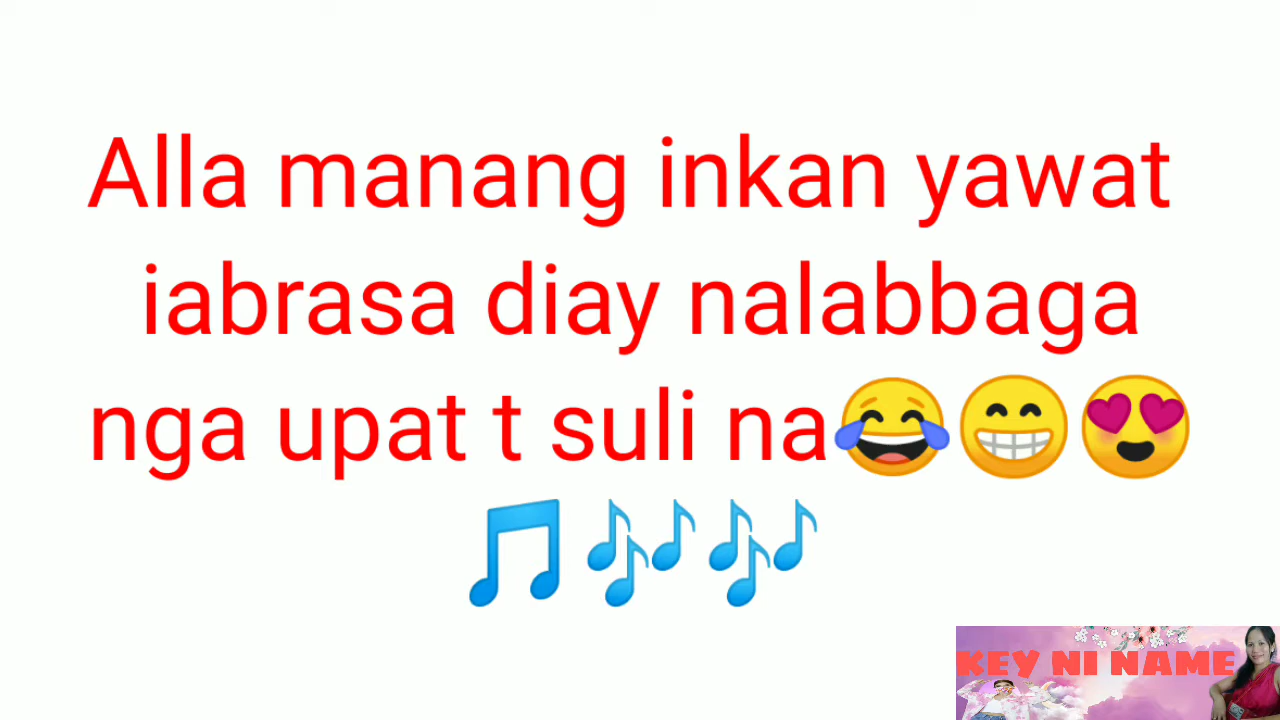 Alla manang inkan yawat
iabrasa diay nalabbaga
nga upat t suli na😂😁😍
🎵🎶🎶
KEY NI NAME